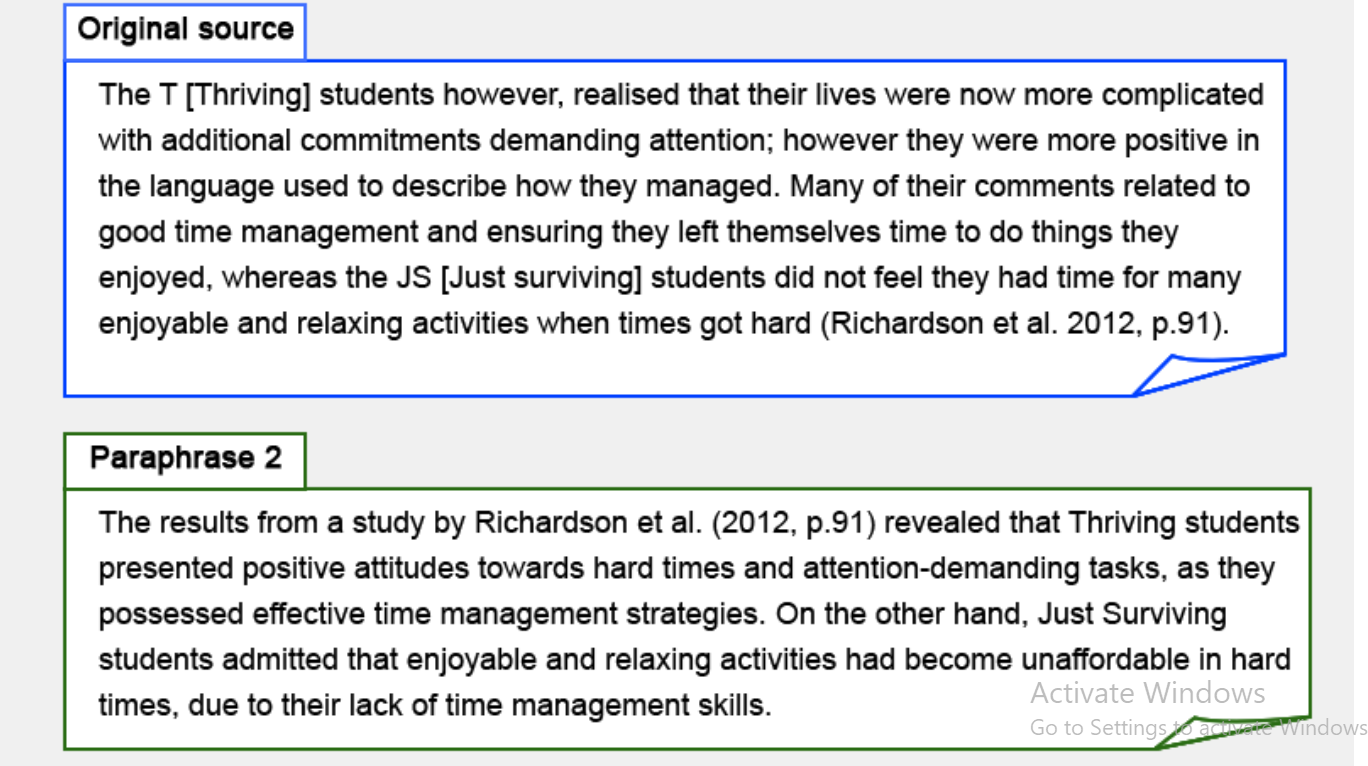 Original source
The T [Thriving] students however, realised that their lives were now more complicated
with additional commitments demanding attention; however they were more positive in
the language used to describe how they managed. Many of their comments related to
good time management and ensuring they left themselves time to do things they
enjoyed, whereas the JS [Just surviving] students did not feel they had time for many
enjoyable and relaxing activities when times got hard (Richardson et al. 2012, p.91).
Paraphrase 2
The results from a study by Richardson et al. (2012, p.91) revealed that Thriving students
presented positive attitudes towards hard times and attention-demanding tasks, as they
possessed effective time management strategies. On the other hand, Just Surviving
students admitted that enjoyable and relaxing activities had become unaffordable in hard
times, due to their lack of time management skills.
Activate Windows
Go to Settings to activate Windows